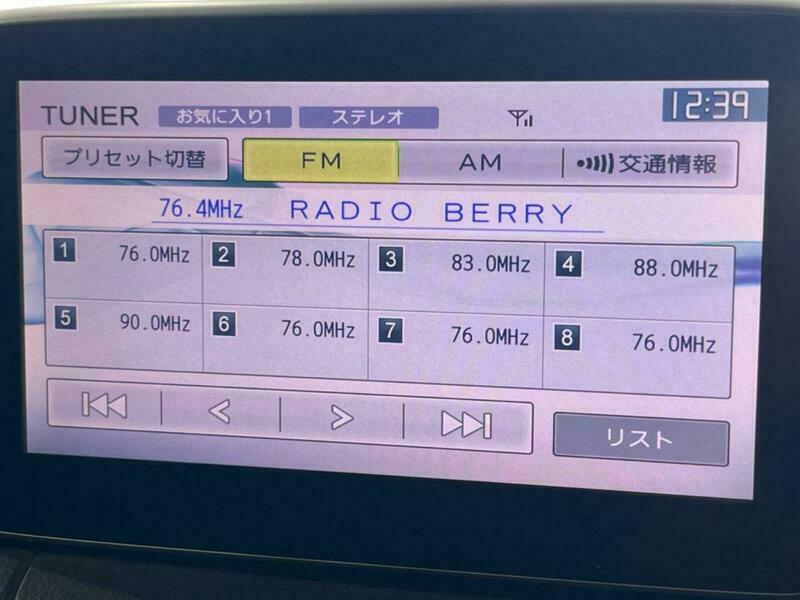 TUNER お気に入り1 ステレオ 12:39
プリセット切替 FM AM 交通情報
76.4MHz RADIO BERRY
1 76.0MHz 2 78.0MHz 3 83.0MHz 4 88.0MHz
5 90.0MHz 6 76.0MHz 7 76.0MHz 8 76.0MHz
リスト